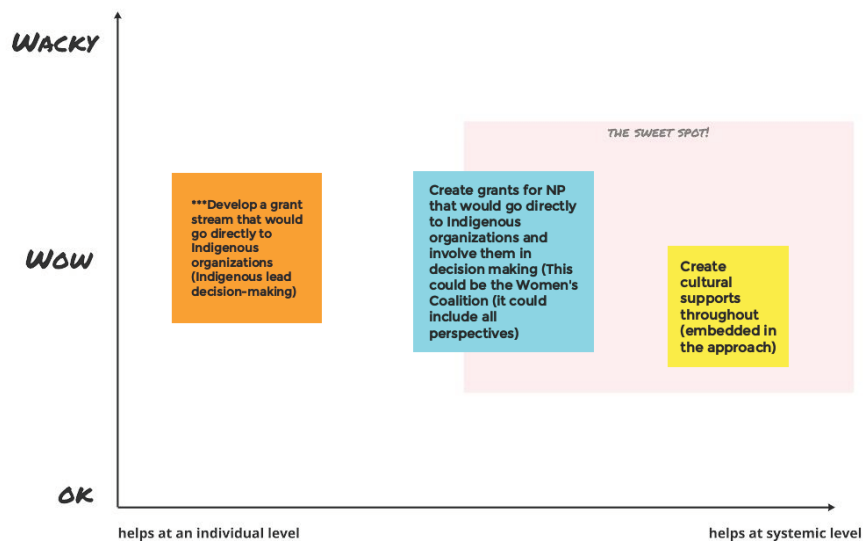 WACKY
THE SWEET SPOT!
***Develop a grant
stream that would
go directly to
Indigenous
organizations
(Indigenous lead
decision-making)
Create grants for NP
that would go directly
to Indigenous
organizations and
involve them in
decision making (This
could be the Women's
Coalition (it could
include all
perspectives)
WOW
Create
cultural
supports
throughout
(embedded in
the approach)
OK
helps at an individual level
helps at systemic level